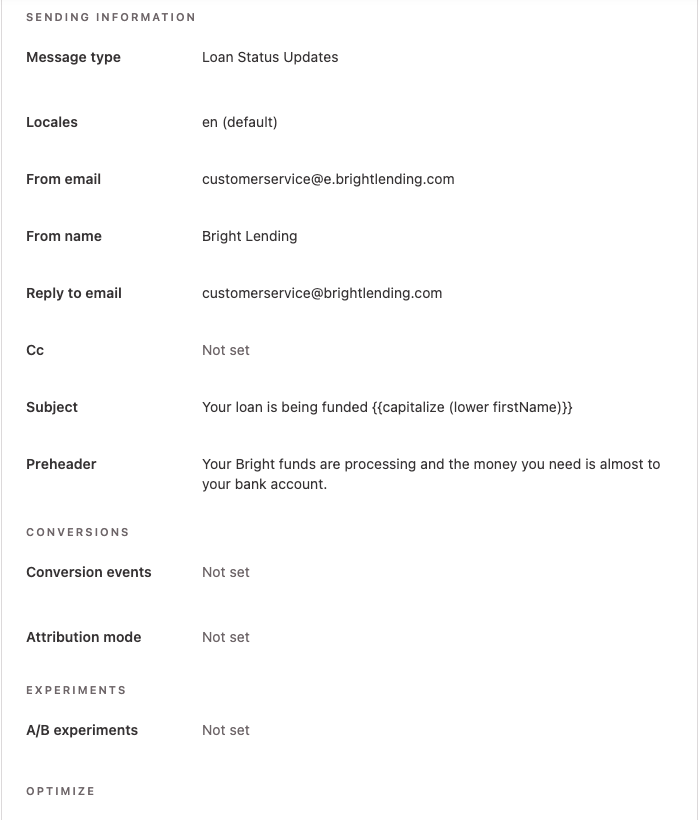 SENDING INFORMATION
Message type Loan Status Updates
Locales en (default)
From email customerservice@e.brightlending.com
From name Bright Lending
Reply to email customerservice@brightlending.com
Cc Not set
Subject Your loan is being funded {{capitalize (lower firstName)}}
Preheader Your Bright funds are processing and the money you need is almost to
your bank account.
CONVERSIONS
Conversion events Not set
Attribution mode Not set
EXPERIMENTS
A/B experiments Not set
OPTIMIZE